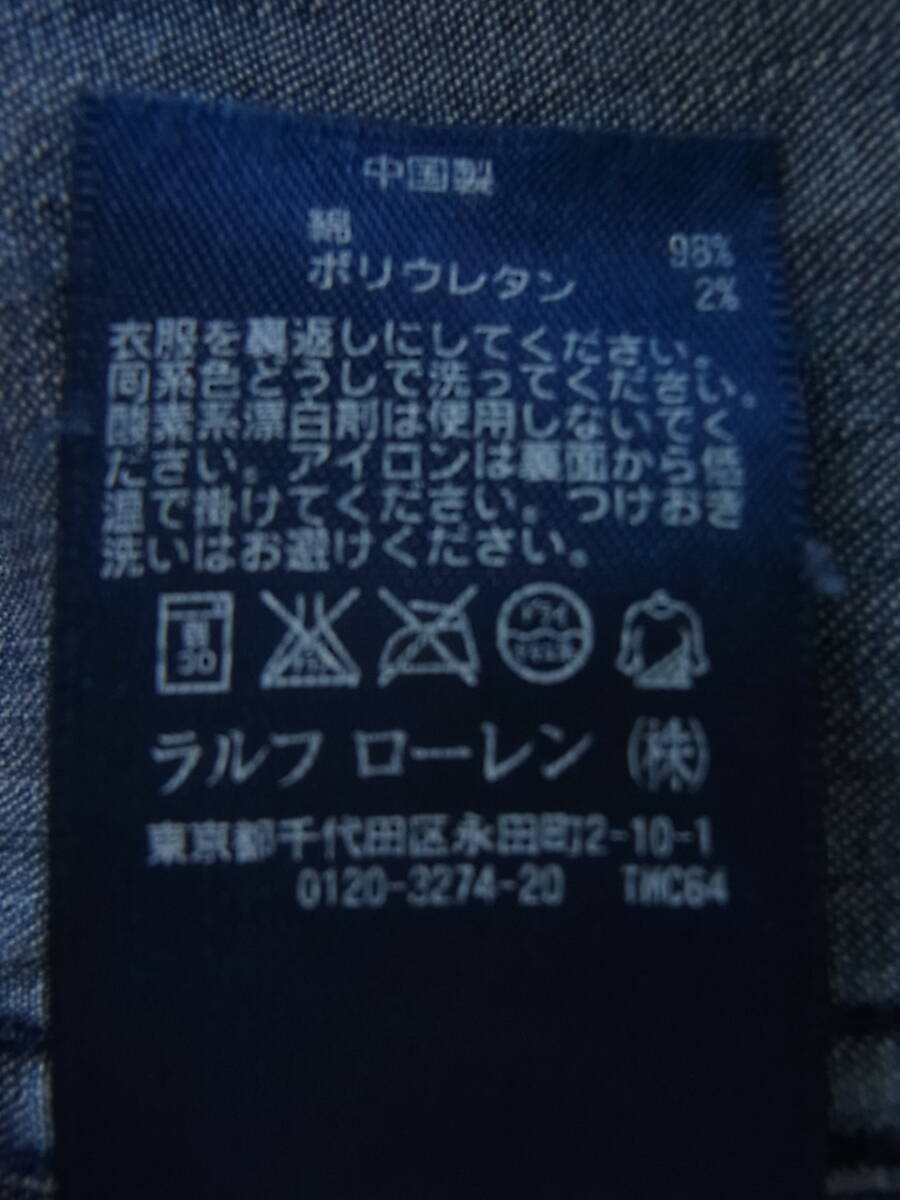 中国製
綿 98%
ポリウレタン 2%
衣服を裏返しにしてください。
同系色どうしで洗ってください。
酸素系漂白剤は使用しないでく
ださい。アイロンは裏面から低
温で掛けてください。つけおき
洗いはお避けください。
弱
30
ドライ
ラルフ ローレン (株)
東京都千代田区永田町2-10-1
0120-3274-20 TMC64